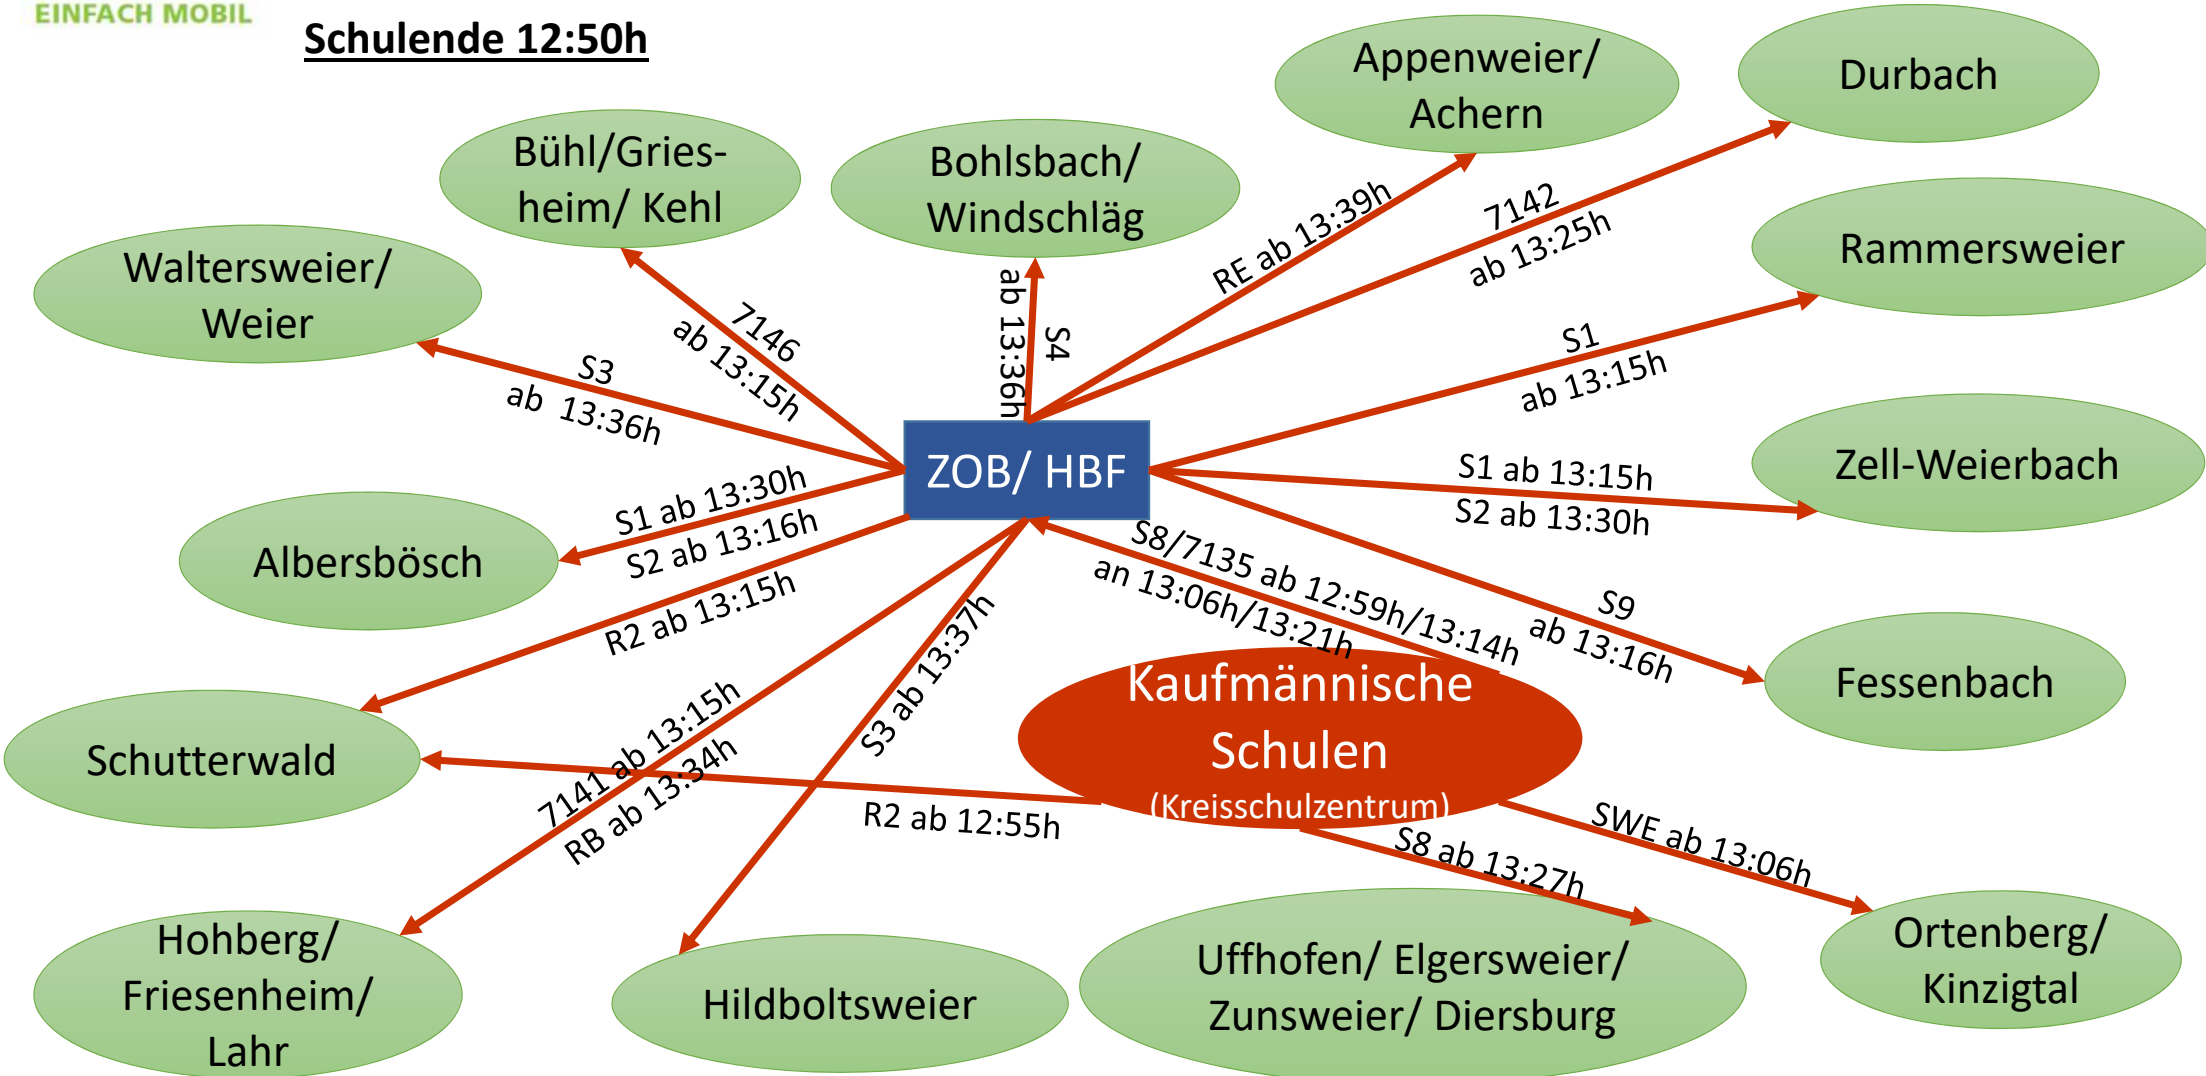 EINFACH MOBIL
Schulende 12:50h
Appenweier/
Achern
Durbach
Bühl/Gries-
heim/ Kehl
Bohlsbach/
Windschläg
Waltersweier/
Weier
Rammersweier
7146
ab 13:15h
S4
ab 13:36h
RE ab 13:39h
7142
ab 13:25h
S3
ab  13:36h
S1
ab 13:15h
ZOB/ HBF
Zell-Weierbach
S1 ab 13:15h
S2 ab 13:30h
S1 ab 13:30h
S2 ab 13:16h
Albersbösch
R2 ab 13:15h
S8/7135 ab 12:59h/13:14h
an 13:06h/13:21h
S9
ab 13:16h
Fessenbach
Kaufmännische
Schulen
(Kreisschulzentrum)
Schutterwald
7141 ab 13:15h
RB ab 13:34h
S3 ab 13:37h
R2 ab 12:55h
S8 ab 13:27h
SWE ab 13:06h
Hohberg/
Friesenheim/
Lahr
Hildboltsweier
Uffhofen/ Elgersweier/
Zunsweier/ Diersburg
Ortenberg/
Kinzigtal